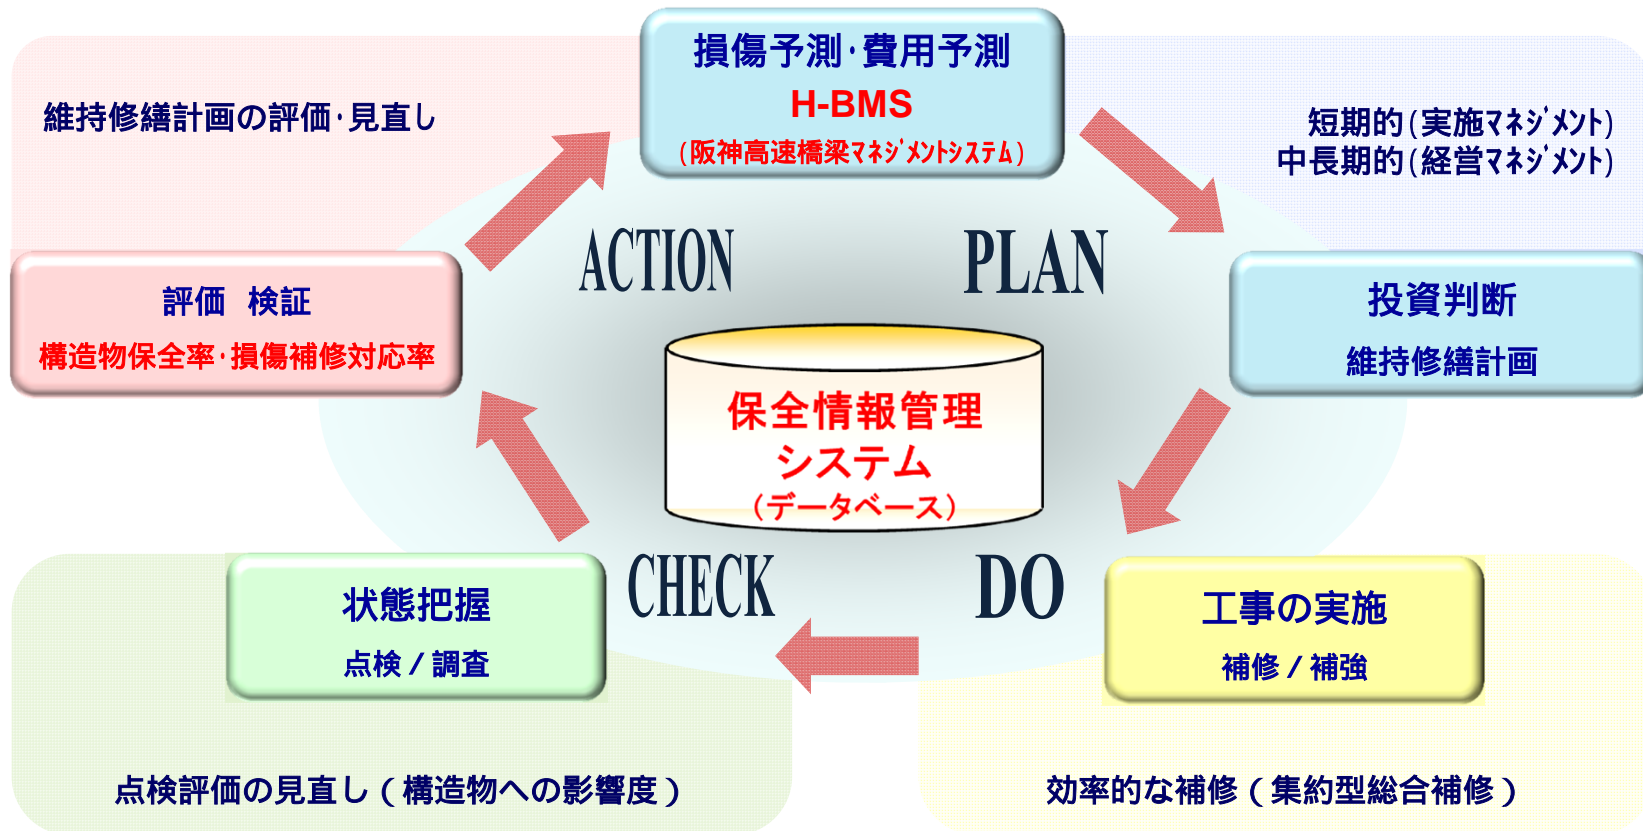 損傷予測･費用予測
H-BMS
(阪神高速橋梁ﾏﾈｼﾞﾒﾝﾄｼｽﾃﾑ)
維持修繕計画の評価･見直し
短期的(実施ﾏﾈｼﾞﾒﾝﾄ)
中長期的(経営ﾏﾈｼﾞﾒﾝﾄ)
ACTION
PLAN
評価　検証
構造物保全率･損傷補修対応率
投資判断
維持修繕計画
保全情報管理
システム
(データベース)
CHECK
DO
状態把握
点検 / 調査
工事の実施
補修 / 補強
点検評価の見直し ( 構造物への影響度 )
効率的な補修 ( 集約型総合補修 )